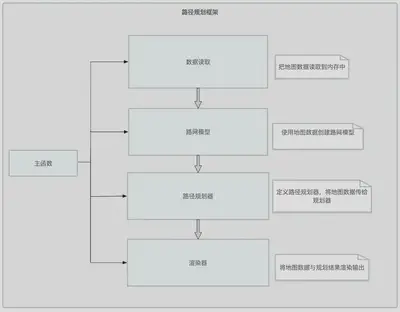 路径规划框架
数据读取
把地图数据读取到内存中
路网模型
使用地图数据创建路网模型
主函数
路径规划器
定义路径规划器，将地图数据传给
规划器
渲染器
将地图数据与规划结果渲染输出